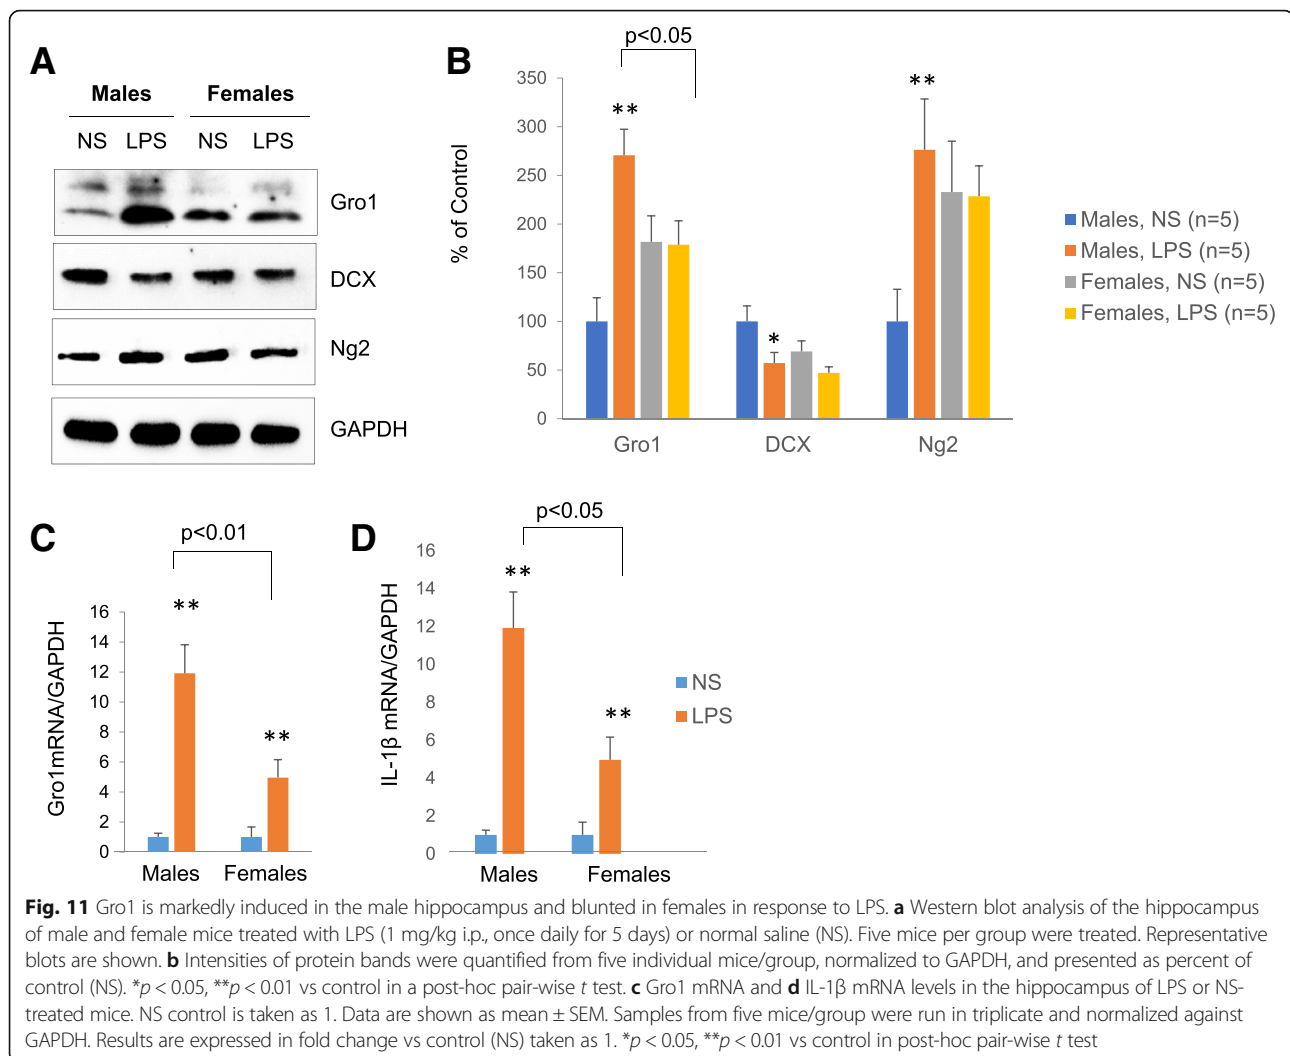 A
Males Females
NS LPS NS LPS
Gro1
DCX
Ng2
GAPDH
B
p<0.05
% of Control
350
300
250
200
150
100
50
0
**
*
**
Gro1 DCX Ng2
Males, NS (n=5)
Males, LPS (n=5)
Females, NS (n=5)
Females, LPS (n=5)
C
p<0.01
Gro1mRNA/GAPDH
16
14
12
10
8
6
4
2
0
**
**
Males Females
D
p<0.05
IL-1β mRNA/GAPDH
16
14
12
10
8
6
4
2
0
**
**
Males Females
NS
LPS
Fig. 11 Gro1 is markedly induced in the male hippocampus and blunted in females in response to LPS. a Western blot analysis of the hippocampus
of male and female mice treated with LPS (1 mg/kg i.p., once daily for 5 days) or normal saline (NS). Five mice per group were treated. Representative
blots are shown. b Intensities of protein bands were quantified from five individual mice/group, normalized to GAPDH, and presented as percent of
control (NS). *p < 0.05, **p < 0.01 vs control in a post-hoc pair-wise t test. c Gro1 mRNA and d IL-1β mRNA levels in the hippocampus of LPS or NS-
treated mice. NS control is taken as 1. Data are shown as mean ± SEM. Samples from five mice/group were run in triplicate and normalized against
GAPDH. Results are expressed in fold change vs control (NS) taken as 1. *p < 0.05, **p < 0.01 vs control in post-hoc pair-wise t test